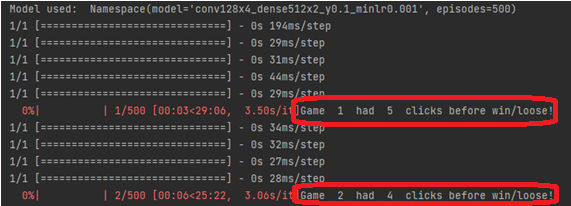 Model used:  Namespace(model='conv128x4_dense512x2_y0.1_minlr0.001', episodes=500)
1/1 [==============================] - 0s 194ms/step
1/1 [==============================] - 0s 29ms/step
1/1 [==============================] - 0s 31ms/step
1/1 [==============================] - 0s 44ms/step
1/1 [==============================] - 0s 29ms/step
0%|          | 1/500 [00:03<29:06,  3.50s/it]Game  1  had  5  clicks before win/loose!
1/1 [==============================] - 0s 34ms/step
1/1 [==============================] - 0s 32ms/step
1/1 [==============================] - 0s 27ms/step
1/1 [==============================] - 0s 28ms/step
0%|          | 2/500 [00:06<25:22,  3.06s/it]Game  2  had  4  clicks before win/loose!